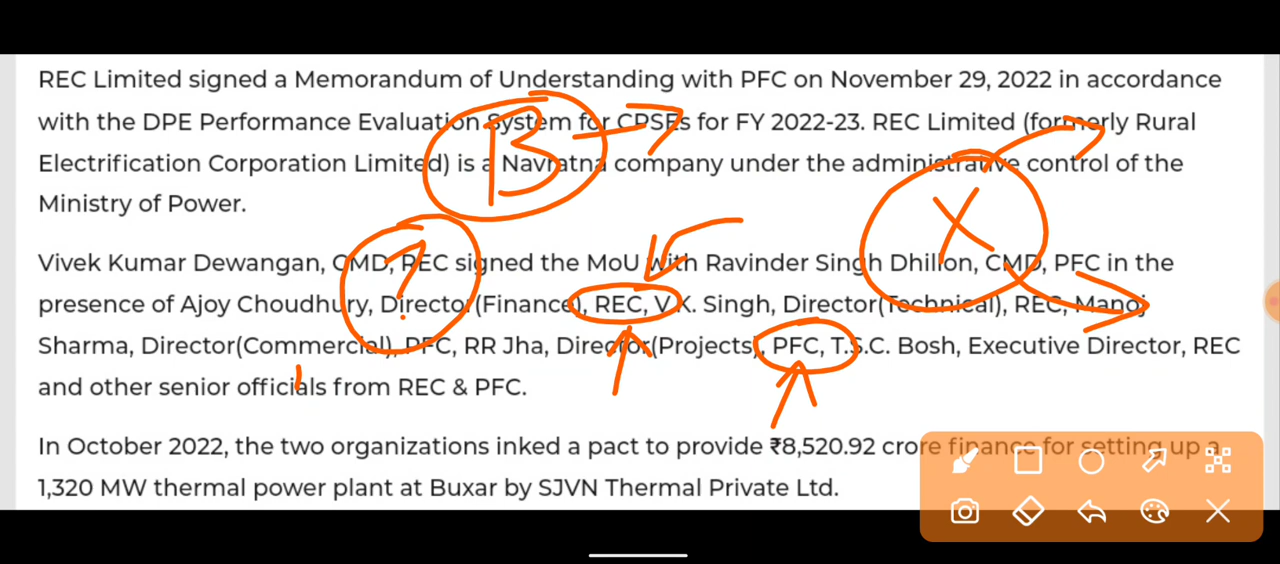 REC Limited signed a Memorandum of Understanding with PFC on November 29, 2022 in accordance
with the DPE Performance Evaluation System for CPSEs for FY 2022-23. REC Limited (formerly Rural
Electrification Corporation Limited) is a Navratna company under the administrative control of the
Ministry of Power.
B
X
?
Vivek Kumar Dewangan, CMD, REC signed the MoU with Ravinder Singh Dhillon, CMD, PFC in the
presence of Ajoy Choudhury, Director(Finance), REC, V.K. Singh, Director(Technical), REC, Manoj
Sharma, Director(Commercial), PFC, RR Jha, Director(Projects), PFC, T.S.C. Bosh, Executive Director, REC
and other senior officials from REC & PFC.
In October 2022, the two organizations inked a pact to provide ₹8,520.92 crore finance for setting up a
1,320 MW thermal power plant at Buxar by SJVN Thermal Private Ltd.